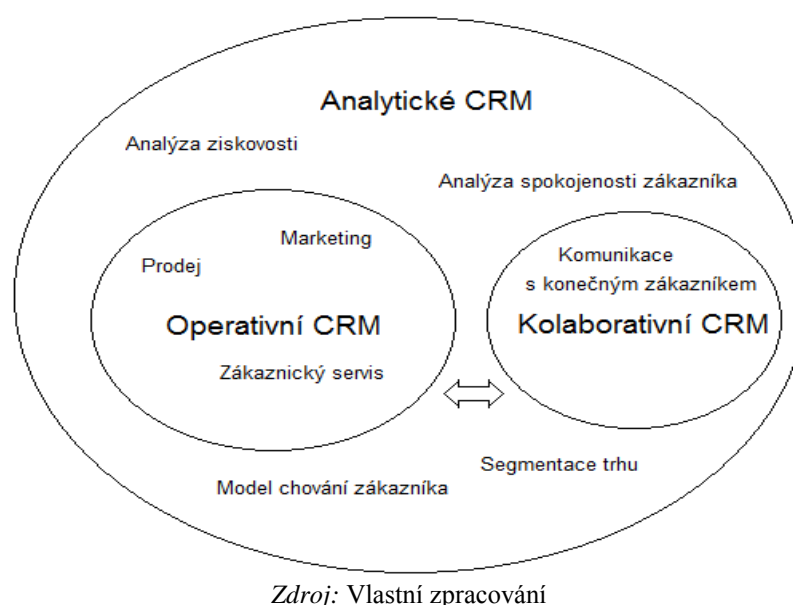 Analytické CRM
Analýza ziskovosti
Analýza spokojenosti zákazníka
Marketing
Prodej
Operativní CRM
Zákaznický servis
Komunikace
s konečným zákazníkem
Kolaborativní CRM
Segmentace trhu
Model chování zákazníka
Zdroj: Vlastní zpracování